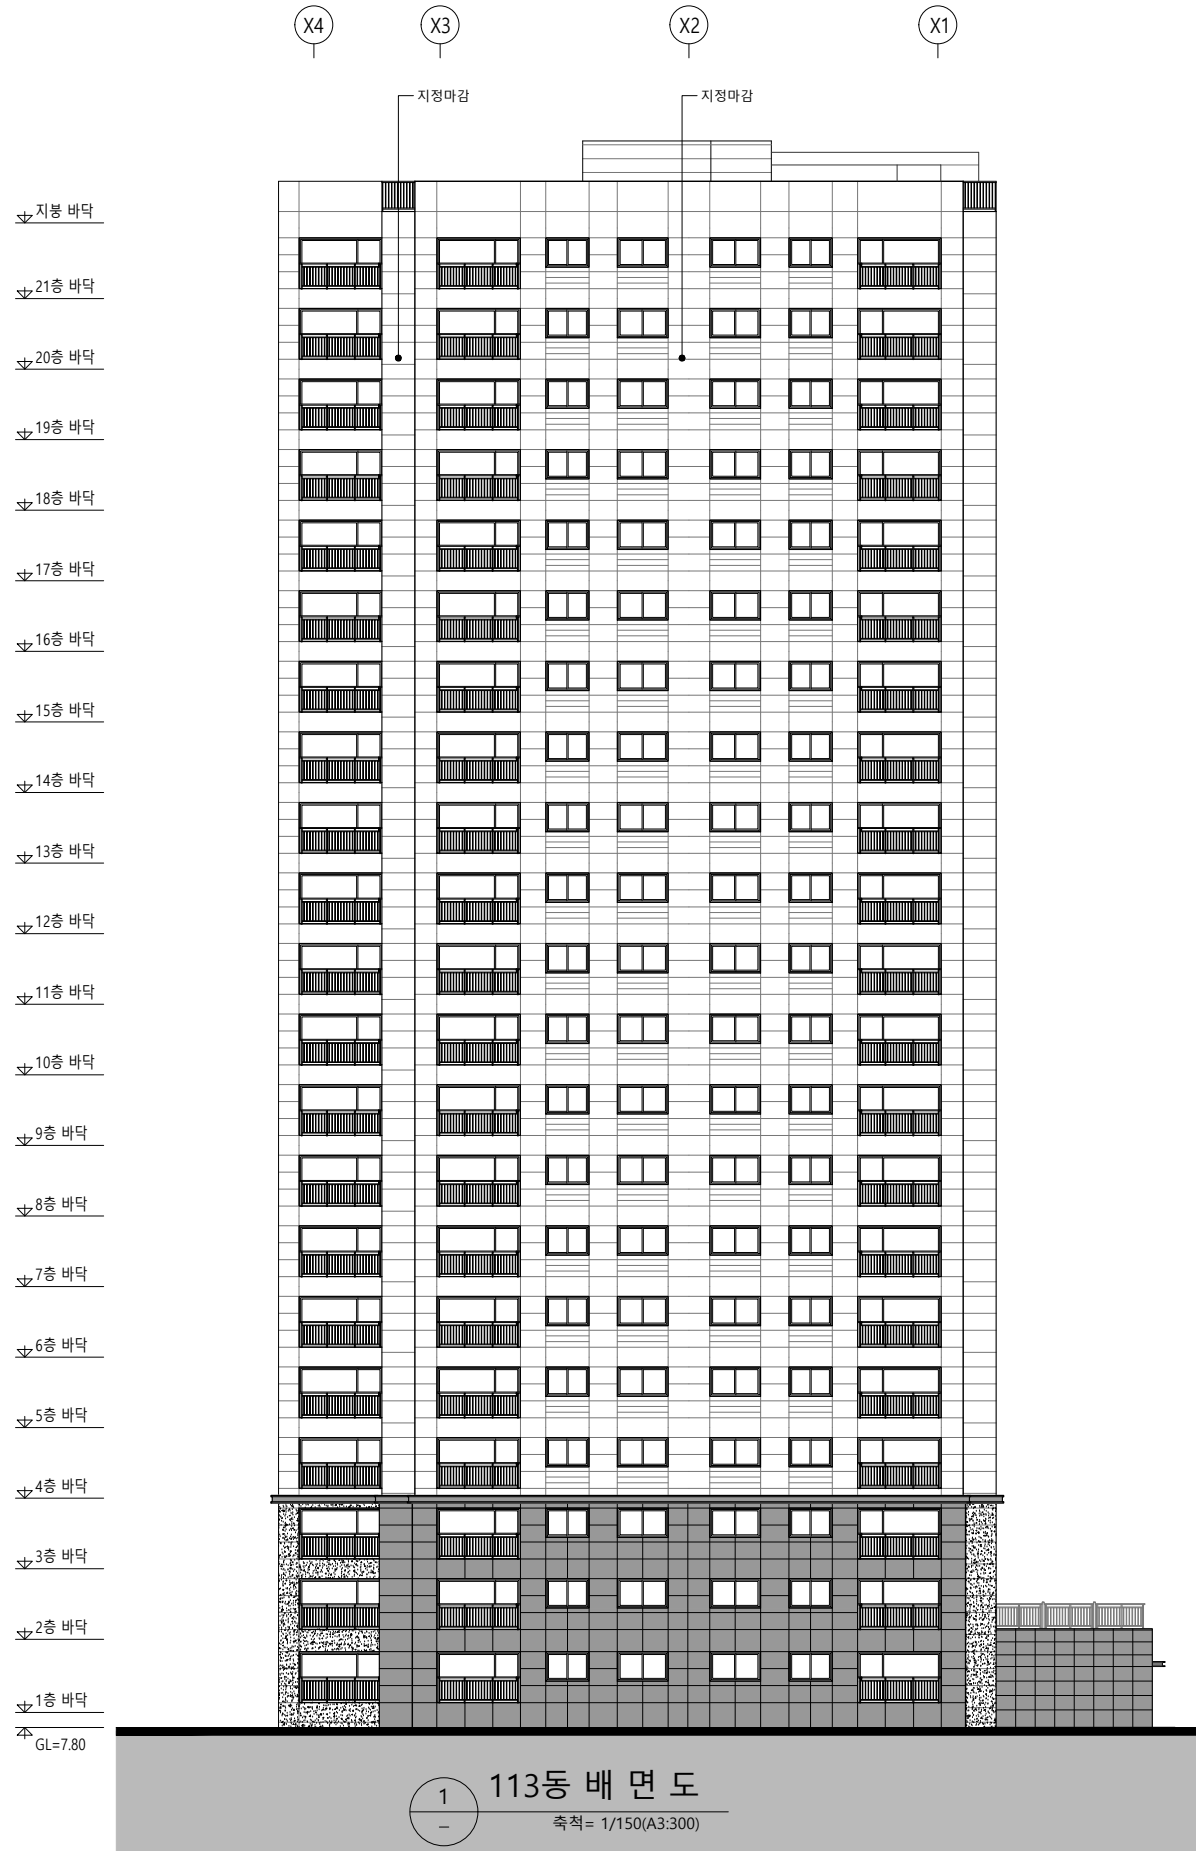 X4 X3 X2 X1
지정마감 지정마감
지붕 바닥
21층 바닥
20층 바닥
19층 바닥
18층 바닥
17층 바닥
16층 바닥
15층 바닥
14층 바닥
13층 바닥
12층 바닥
11층 바닥
10층 바닥
9층 바닥
8층 바닥
7층 바닥
6층 바닥
5층 바닥
4층 바닥
3층 바닥
2층 바닥
1층 바닥
GL=7.80
1
–
113동 배 면 도
축척= 1/150(A3:300)